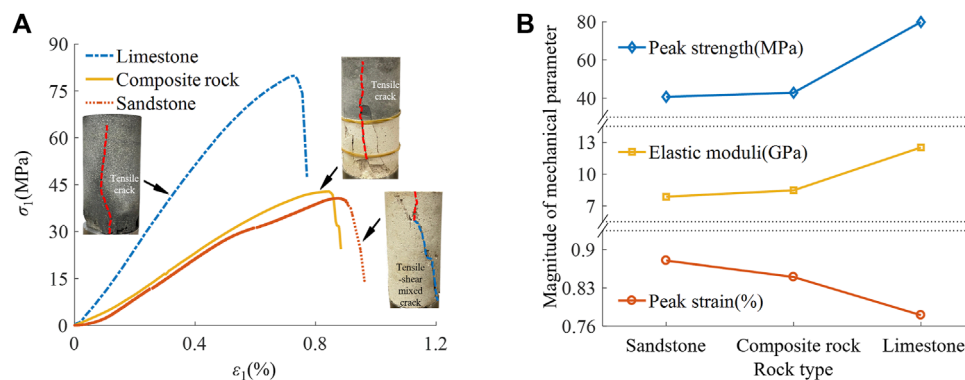 A
90
75
60
45
30
15
0
σ1(MPa)
Limestone
Composite rock
Sandstone
Tensile
crack
Tensile
crack
Tensile
-shear
mixed
crack
0
0.4
0.8
1.2
ε1(%)
B
Magnitude of mechanical parameter
80
60
40
13
10
7
0.9
0.83
0.76
Peak strength(MPa)
Elastic moduli(GPa)
Peak strain(%)
Sandstone
Composite rock
Limestone
Rock type